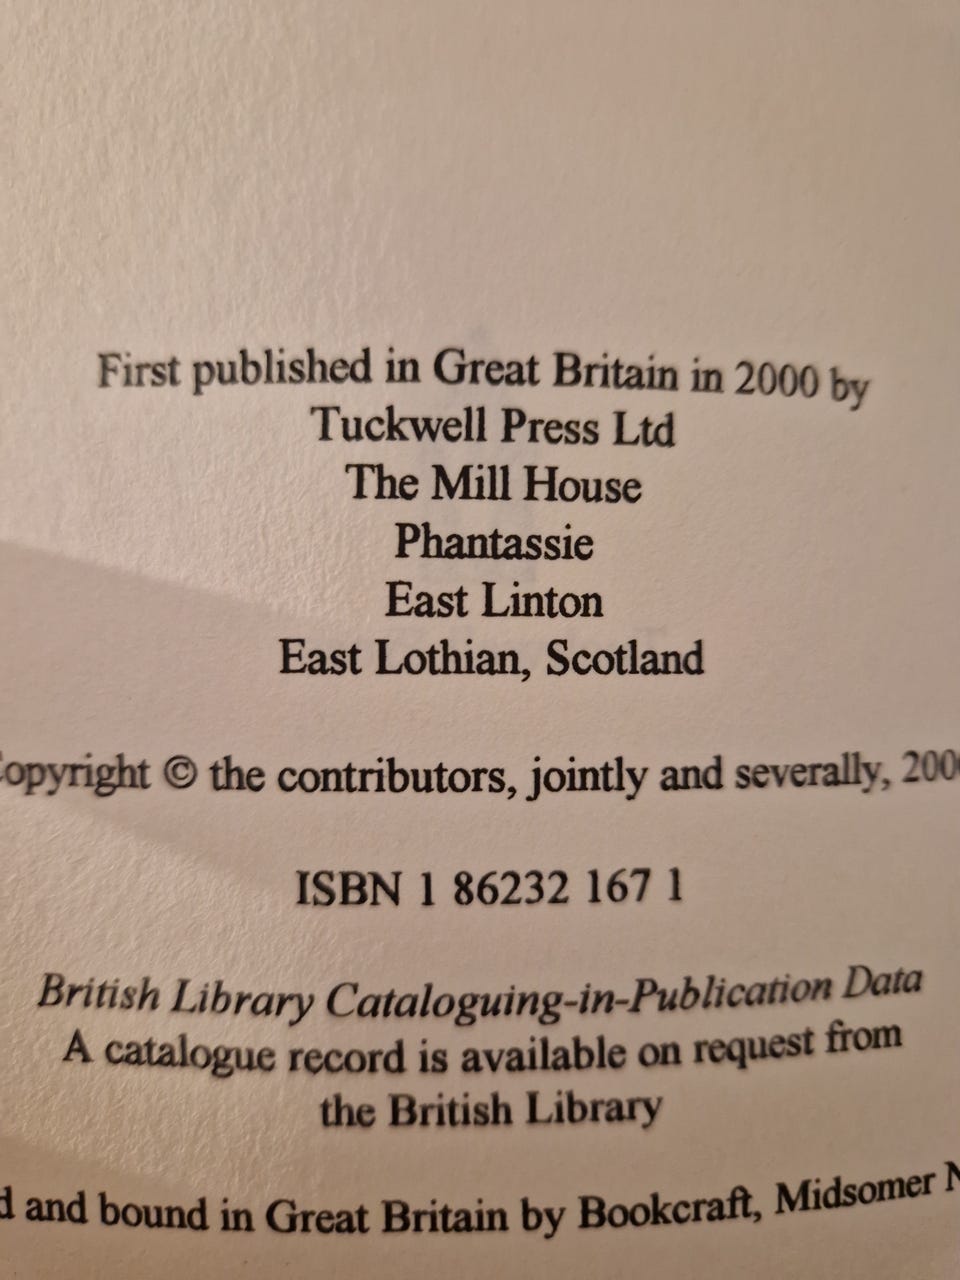 First published in Great Britain in 2000 by
Tuckwell Press Ltd
The Mill House
Phantassie
East Linton
East Lothian, Scotland
opyright © the contributors, jointly and severally, 200
ISBN 1 86232 167 1
British Library Cataloguing-in-Publication Data
A catalogue record is available on request from
the British Library
d and bound in Great Britain by Bookcraft, Midsomer N